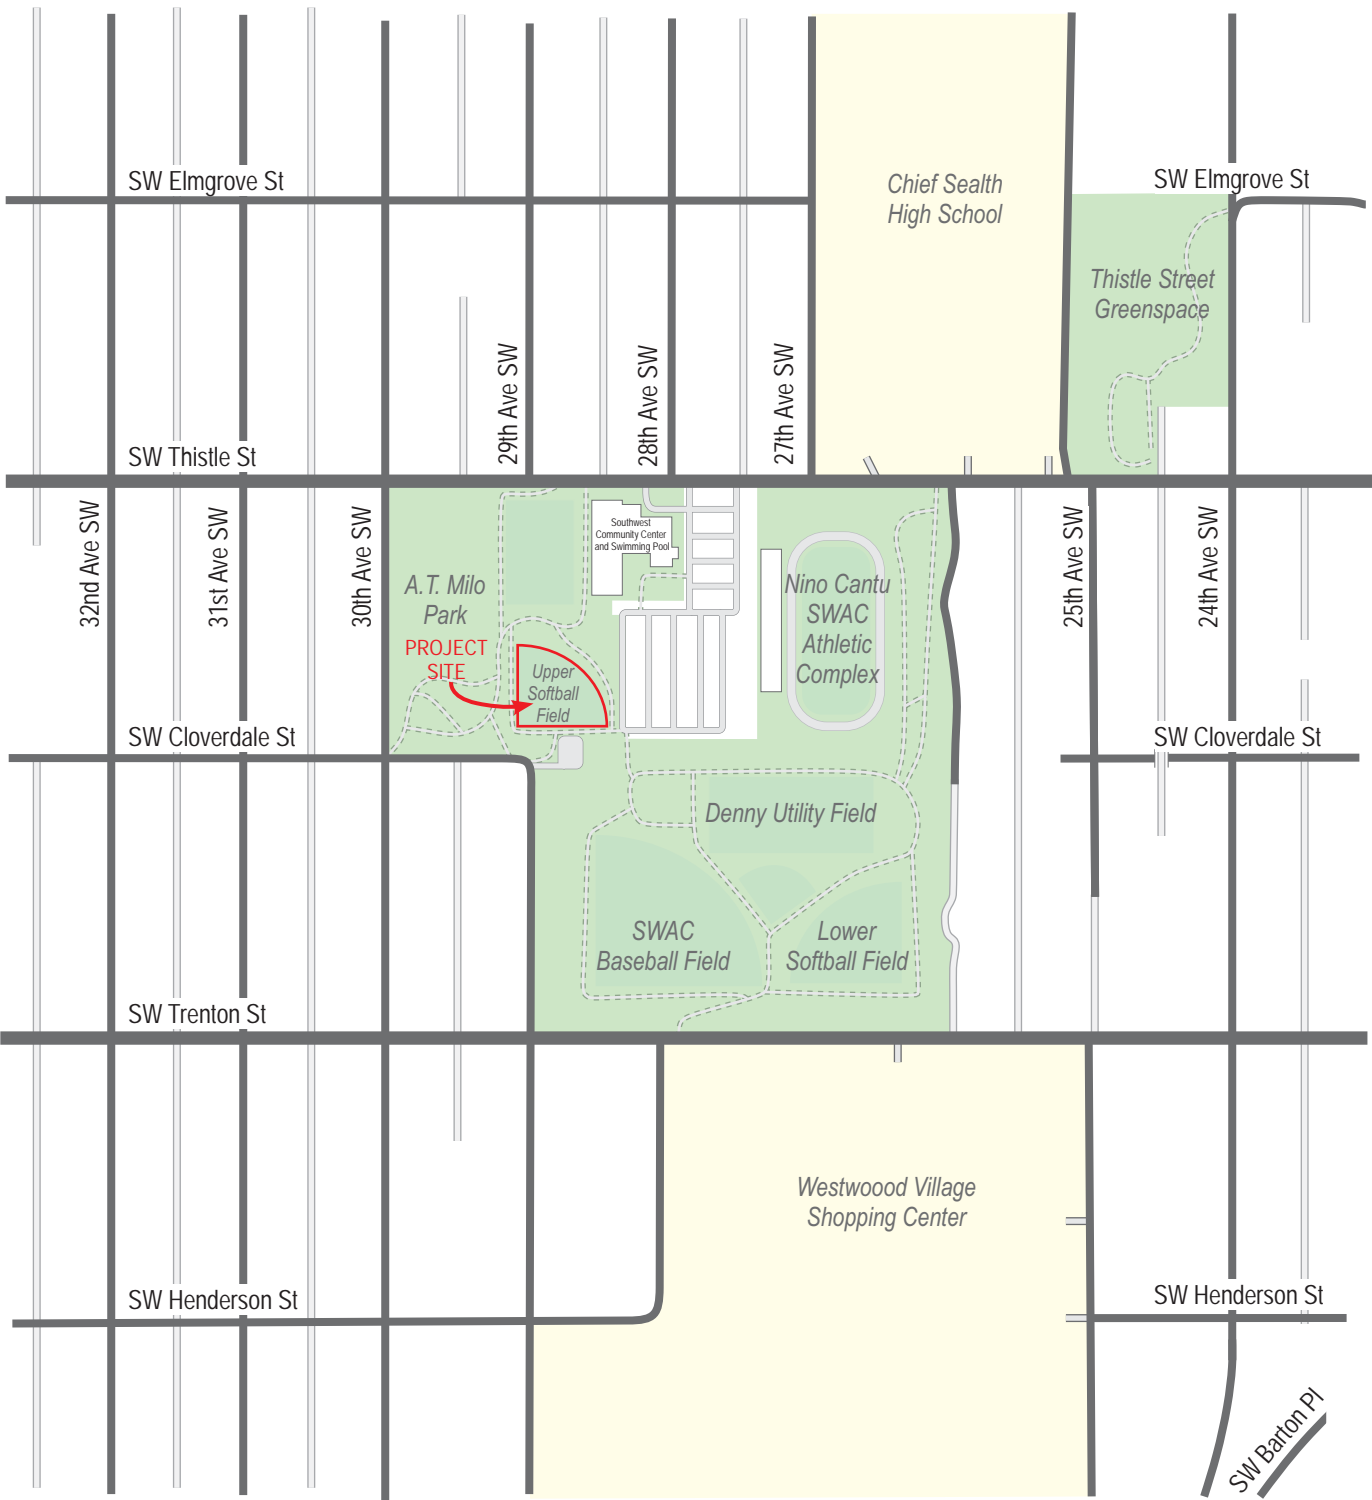 SW Elmgrove St
Chief Sealth
High School
SW Elmgrove St
Thistle Street
Greenspace
29th Ave SW
28th Ave SW
27th Ave SW
SW Thistle St
32nd Ave SW
31st Ave SW
30th Ave SW
Southwest
Community Center
and Swimming Pool
25th Ave SW
24th Ave SW
A.T. Milo
Park
Nino Cantu
SWAC
Athletic
Complex
PROJECT
SITE
Upper
Softball
Field
SW Cloverdale St
SW Cloverdale St
Denny Utility Field
SWAC
Baseball Field
Lower
Softball Field
SW Trenton St
Westwoood Village
Shopping Center
SW Henderson St
SW Henderson St
SW Barton Pl